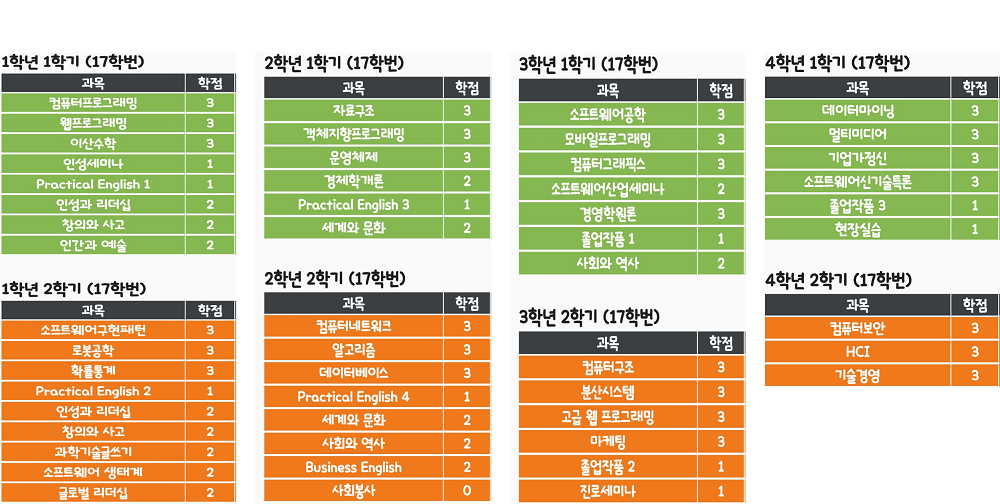 1학년 1학기 (17학번)
과목 학점
컴퓨터프로그래밍 3
웹프로그래밍 3
이산수학 3
인성세미나 1
Practical English 1 1
인성과 리더십 2
창의와 사고 2
인간과 예술 2
1학년 2학기 (17학번)
과목 학점
소프트웨어구현패턴 3
로봇공학 3
확률통계 3
Practical English 2 1
인성과 리더십 2
창의와 사고 2
과학기술글쓰기 2
소프트웨어 생태계 2
글로벌 리더십 2
2학년 1학기 (17학번)
과목 학점
자료구조 3
객체지향프로그래밍 3
운영체제 3
경제학개론 2
Practical English 3 1
세계와 문화 2
2학년 2학기 (17학번)
과목 학점
컴퓨터네트워크 3
알고리즘 3
데이터베이스 3
Practical English 4 1
세계와 문화 2
사회와 역사 2
Business English 2
사회봉사 0
3학년 1학기 (17학번)
과목 학점
소프트웨어공학 3
모바일프로그래밍 3
컴퓨터그래픽스 3
소프트웨어산업세미나 2
경영학원론 3
졸업작품 1 1
사회와 역사 2
3학년 2학기 (17학번)
과목 학점
컴퓨터구조 3
분산시스템 3
고급 웹 프로그래밍 3
마케팅 3
졸업작품 2 1
진로세미나 1
4학년 1학기 (17학번)
과목 학점
데이터마이닝 3
멀티미디어 3
기업가정신 3
소프트웨어신기술특론 3
졸업작품 3 1
현장실습 1
4학년 2학기 (17학번)
과목 학점
컴퓨터보안 3
HCI 3
기술경영 3